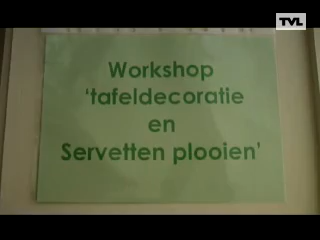 TVL
Workshop
‘tafeldecoratie
en
Servetten plooien’